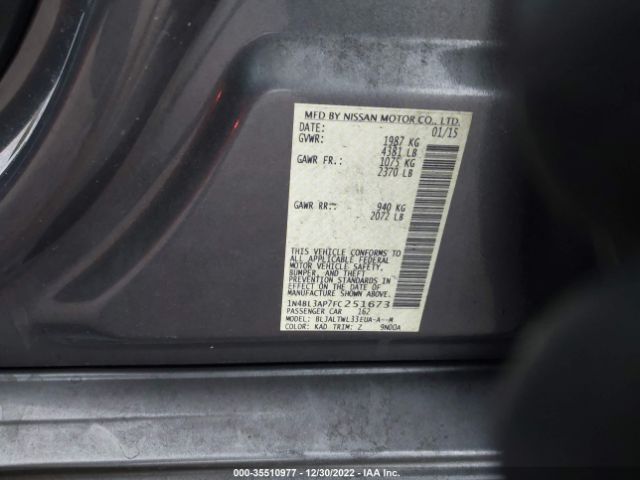 MFD BY NISSAN MOTOR CO., LTD.
DATE: 01/15
GVWR: 1987 KG
4381 LB
GAWR FR.: 1075 KG
2370 LB
GAWR RR.: 940 KG
2072 LB
THIS VEHICLE CONFORMS TO
ALL APPLICABLE FEDERAL
MOTOR VEHICLE SAFETY,
BUMPER, AND THEFT
PREVENTION STANDARDS IN
EFFECT ON THE DATE OF
MANUFACTURE SHOWN ABOVE.
1N4BL3AP7FC251673
PASSENGER CAR 162
MODEL: BLJALTWL33EUA-A--M
COLOR: KAD TRIM: Z 9N00A
000-35510977 - 12/30/2022 - IAA Inc.